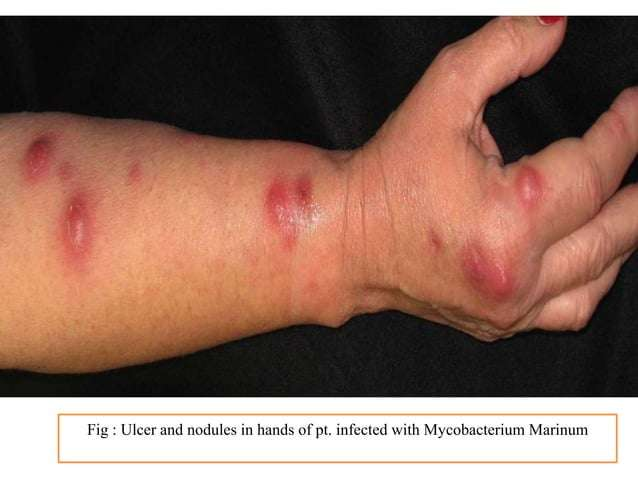 Fig : Ulcer and nodules in hands of pt. infected with Mycobacterium Marinum